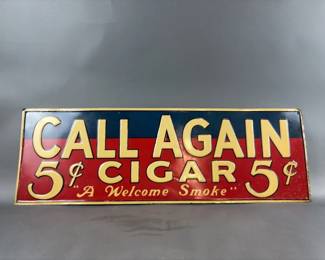 CALL AGAIN
5¢ CIGAR 5¢
"A Welcome Smoke"